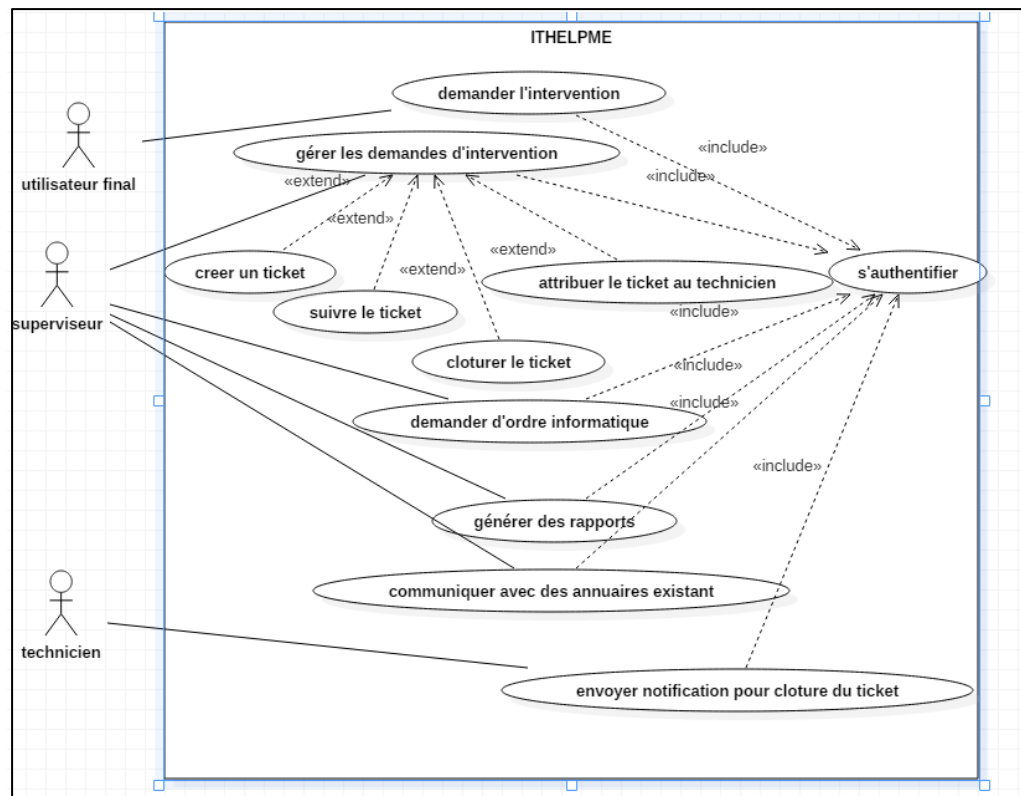 ITHELPME
demander l'intervention
«include»
gérer les demandes d'intervention
«include»
utilisateur final
«extend»
«extend»
«extend»
«extend»
creer un ticket
attribuer le ticket au technicien
s'authentifier
suivre le ticket
«include»
superviseur
cloturer le ticket
«include»
«include»
demander d'ordre informatique
«include»
générer des rapports
communiquer avec des annuaires existant
technicien
envoyer notification pour cloture du ticket